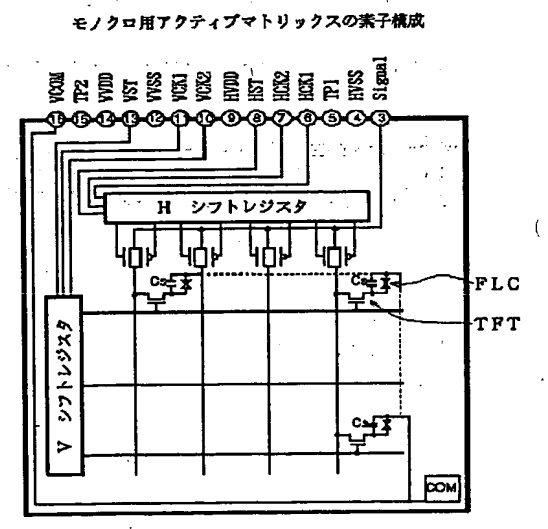 モノクロ用アクティブマトリックスの素子構成
VCOM TP2 VVDD VST VVSS VCK1 VCK2 HVDD HST HCK2 HCK1 TP1 HVSS Signal
16 15 14 13 12 11 10 9 8 7 6 5 4 3
H シフトレジスタ
Cs Cs FLC
TFT
V シフトレジスタ
Cs
COM